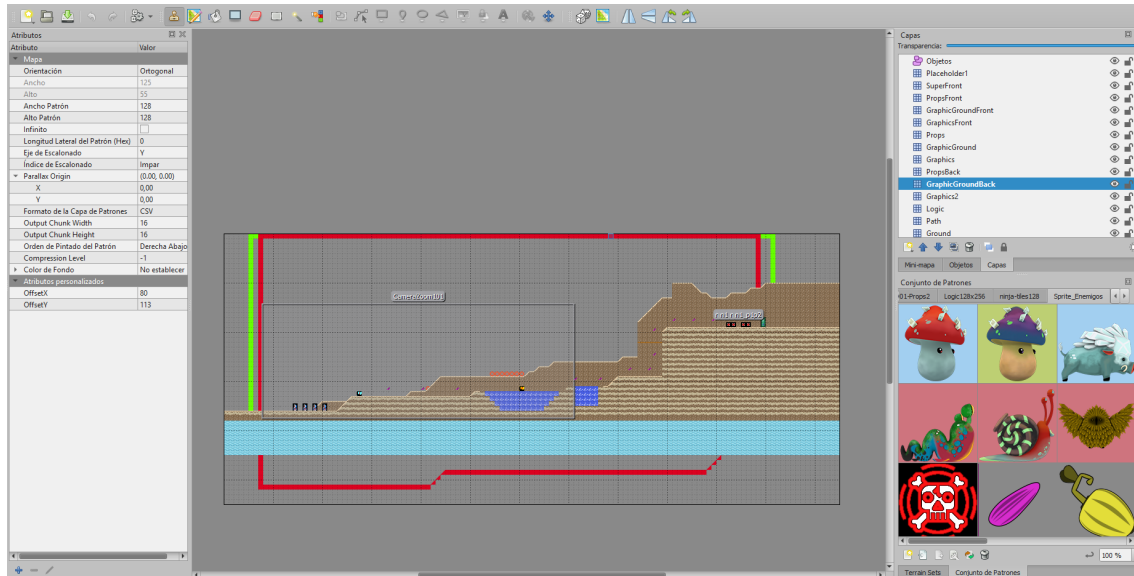 Atributos
Atributo Valor
Mapa
Orientación Ortogonal
Ancho 125
Alto 55
Ancho Patrón 128
Alto Patrón 128
Infinito
Longitud Lateral del Patrón (Hex) 0
Eje de Escalonado Y
Índice de Escalonado Impar
Parallax Origin (0.00, 0.00)
X 0,00
Y 0,00
Formato de la Capa de Patrones CSV
Output Chunk Width 16
Output Chunk Height 16
Orden de Pintado del Patrón Derecha Abajo
Compression Level -1
Color de Fondo No establecer
Atributos personalizados
OffsetX 80
OffsetY 113
Capas
Transparencia:
Objetos
Placeholder1
SuperFront
PropsFront
GraphicGroundFront
GraphicsFront
Props
GraphicGround
Graphics
PropsBack
GraphicGroundBack
Graphics2
Logic
Path
Ground
Mini-mapa Objetos Capas
Conjunto de Patrones
01-Props2 Logic128x256 ninja-tiles128 Sprite_Enemigos
100 %
Terrain Sets Conjunto de Patrones